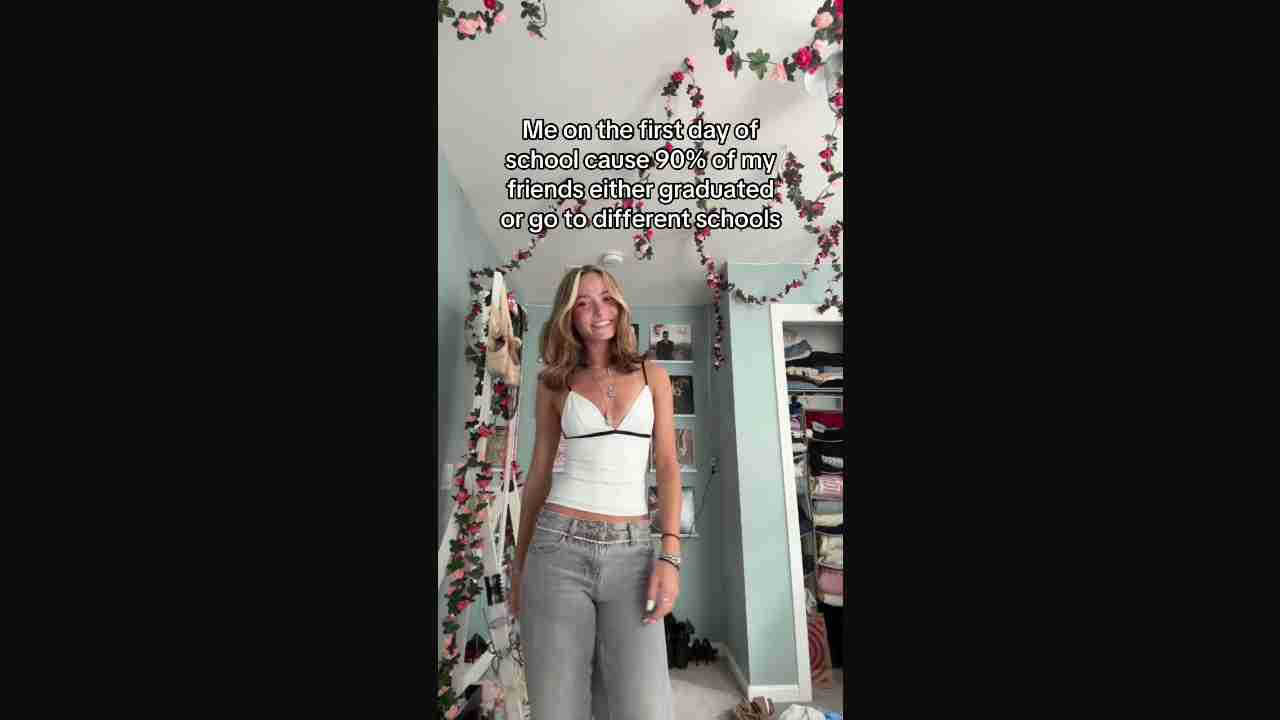 Me on the first day of
school cause 90% of my
friends either graduated
or go to different schools